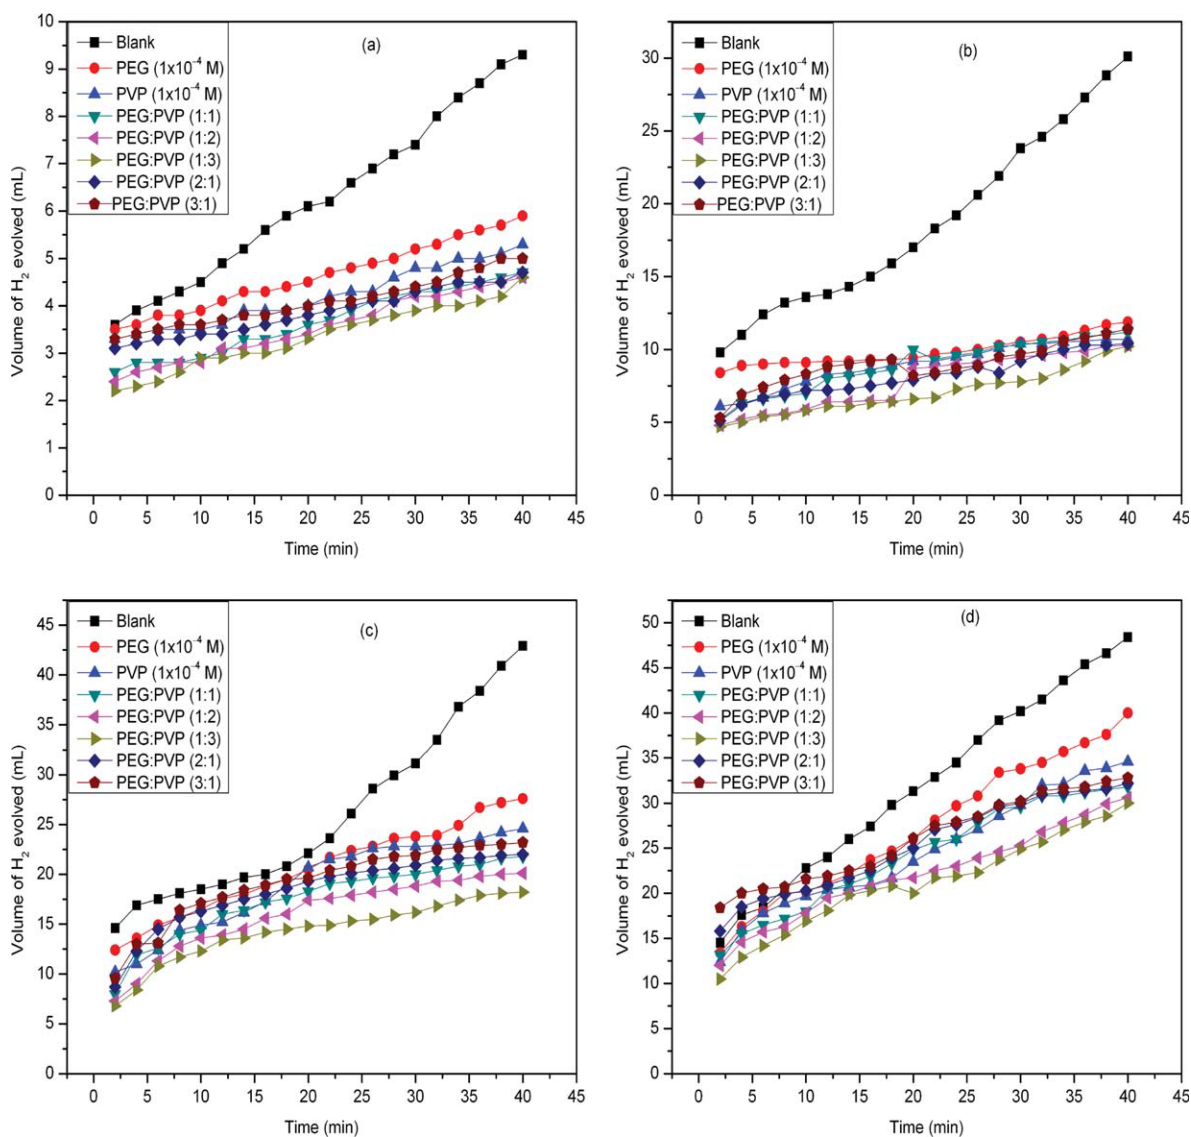 (a)
Blank
PEG (1x10⁻⁴ M)
PVP (1x10⁻⁴ M)
PEG:PVP (1:1)
PEG:PVP (1:2)
PEG:PVP (1:3)
PEG:PVP (2:1)
PEG:PVP (3:1)
Volume of H₂ evolved (mL)
10
9
8
7
6
5
4
3
2
1
0
0 5 10 15 20 25 30 35 40 45
Time (min)
(b)
Blank
PEG (1x10⁻⁴ M)
PVP (1x10⁻⁴ M)
PEG:PVP (1:1)
PEG:PVP (1:2)
PEG:PVP (1:3)
PEG:PVP (2:1)
PEG:PVP (3:1)
Volume of H₂ evolved (mL)
30
25
20
15
10
5
0
0 5 10 15 20 25 30 35 40 45
Time (min)
(c)
Blank
PEG (1x10⁻⁴ M)
PVP (1x10⁻⁴ M)
PEG:PVP (1:1)
PEG:PVP (1:2)
PEG:PVP (1:3)
PEG:PVP (2:1)
PEG:PVP (3:1)
Volume of H₂ evolved (mL)
45
40
35
30
25
20
15
10
5
0
0 5 10 15 20 25 30 35 40 45
Time (min)
(d)
Blank
PEG (1x10⁻⁴ M)
PVP (1x10⁻⁴ M)
PEG:PVP (1:1)
PEG:PVP (1:2)
PEG:PVP (1:3)
PEG:PVP (2:1)
PEG:PVP (3:1)
Volume of H₂ evolved (mL)
50
45
40
35
30
25
20
15
10
5
0
0 5 10 15 20 25 30 35 40 45
Time (min)